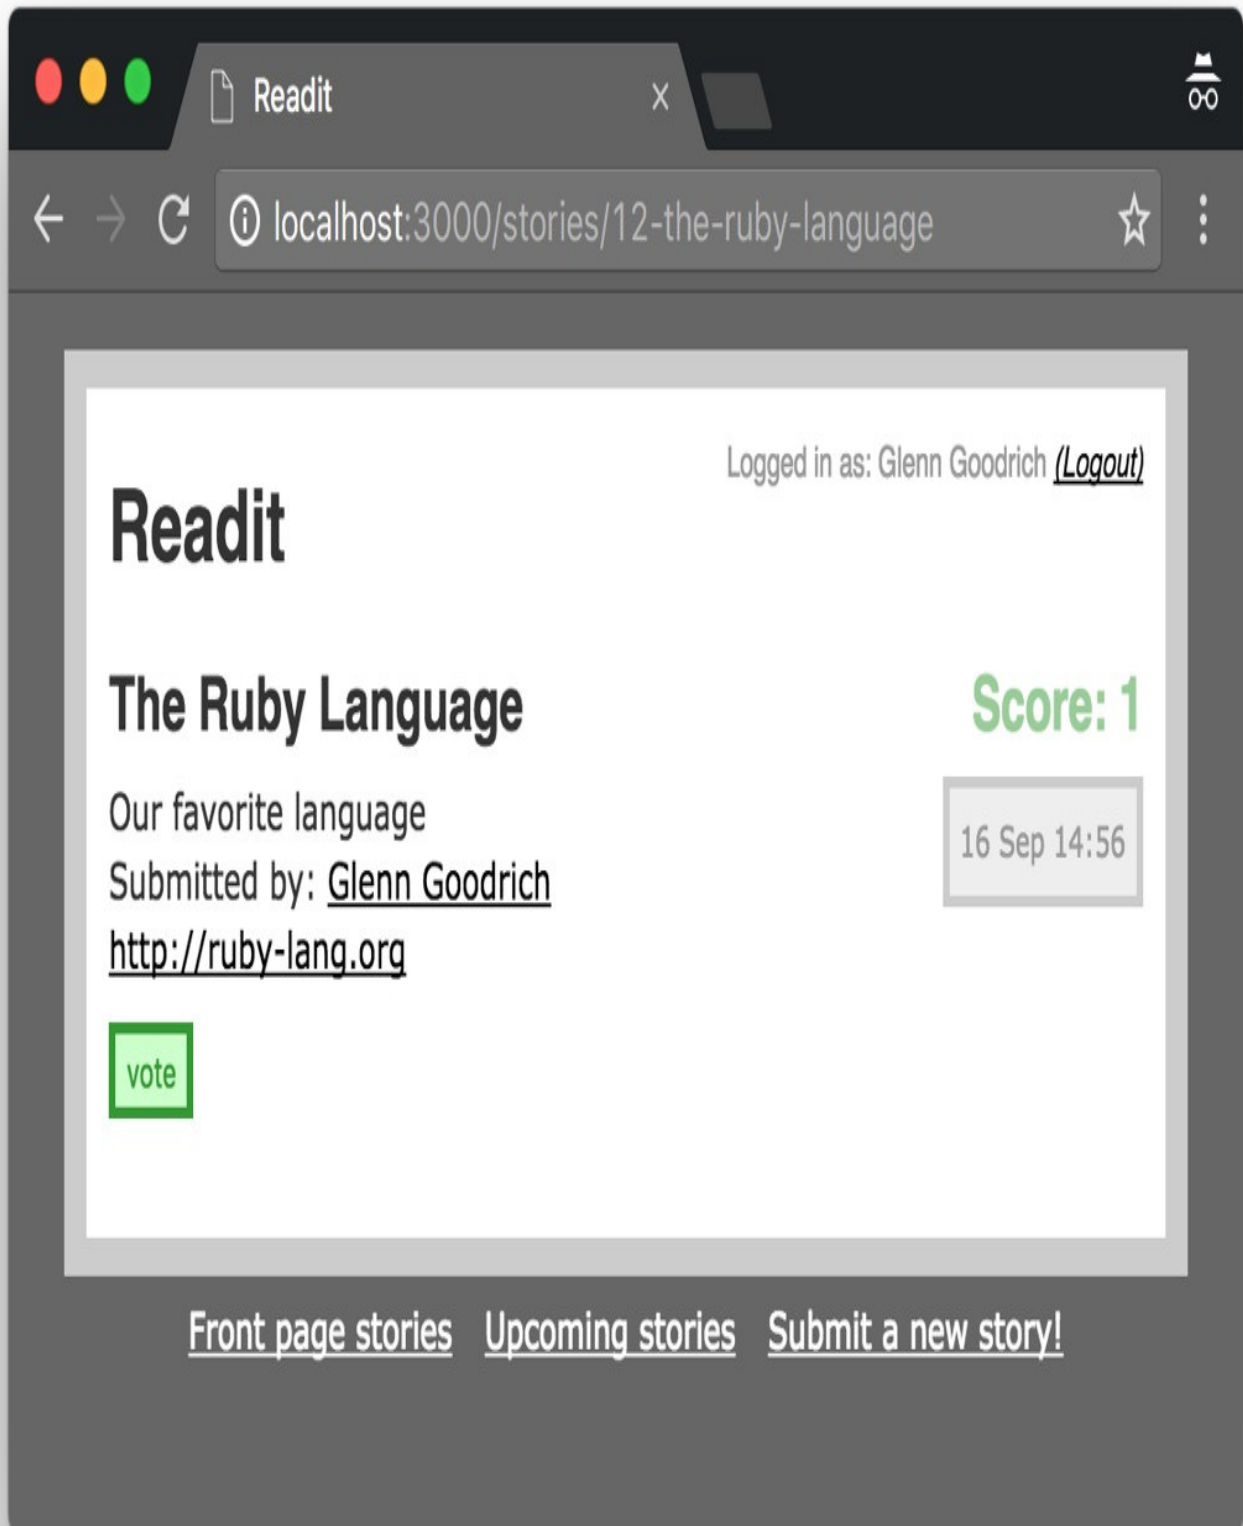 Readit
localhost:3000/stories/12-the-ruby-language
Logged in as: Glenn Goodrich (Logout)
Readit
The Ruby Language
Score: 1
Our favorite language
16 Sep 14:56
Submitted by: Glenn Goodrich
http://ruby-lang.org
vote
Front page stories Upcoming stories Submit a new story!